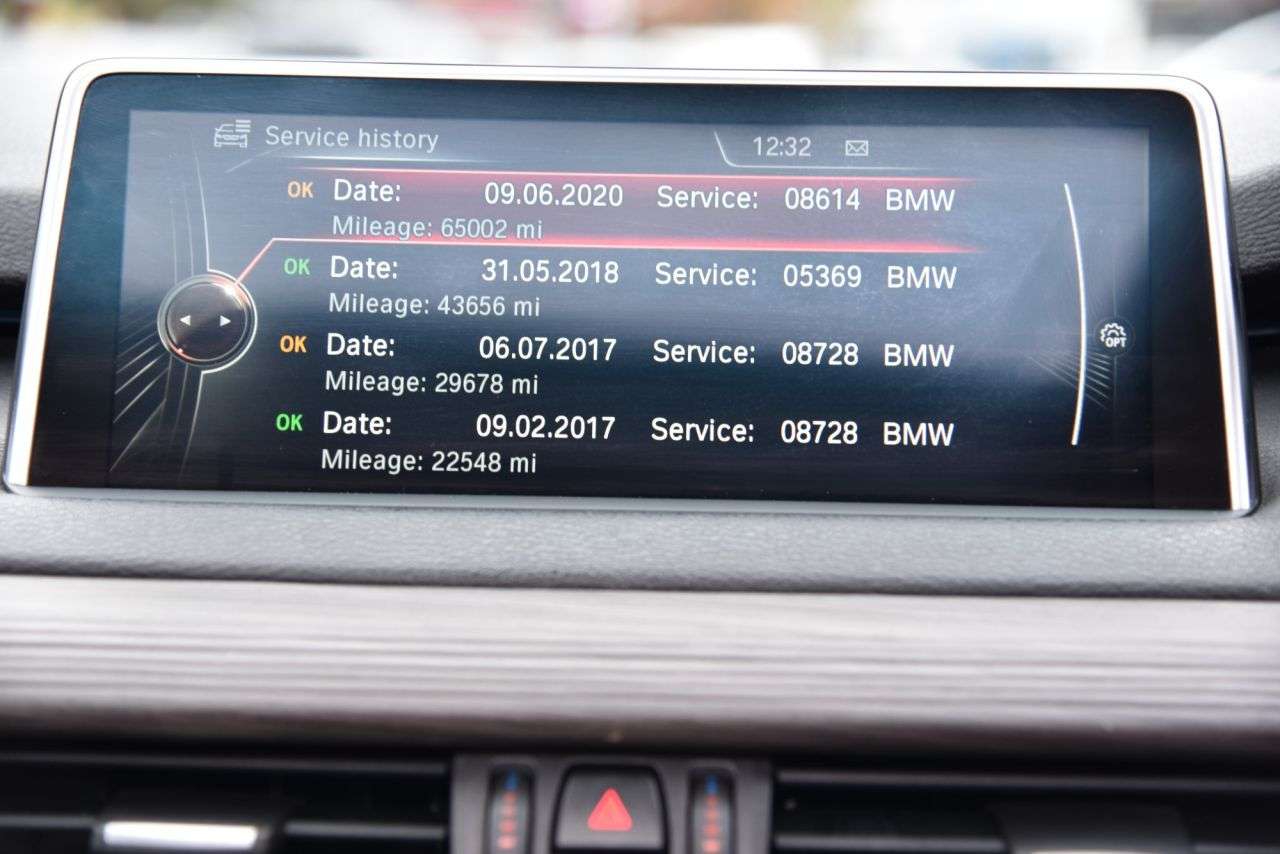 Service history 12:32
OK Date: 09.06.2020 Service: 08614 BMW
Mileage: 65002 mi
OK Date: 31.05.2018 Service: 05369 BMW
Mileage: 43656 mi
OPT
OK Date: 06.07.2017 Service: 08728 BMW
Mileage: 29678 mi
OK Date: 09.02.2017 Service: 08728 BMW
Mileage: 22548 mi